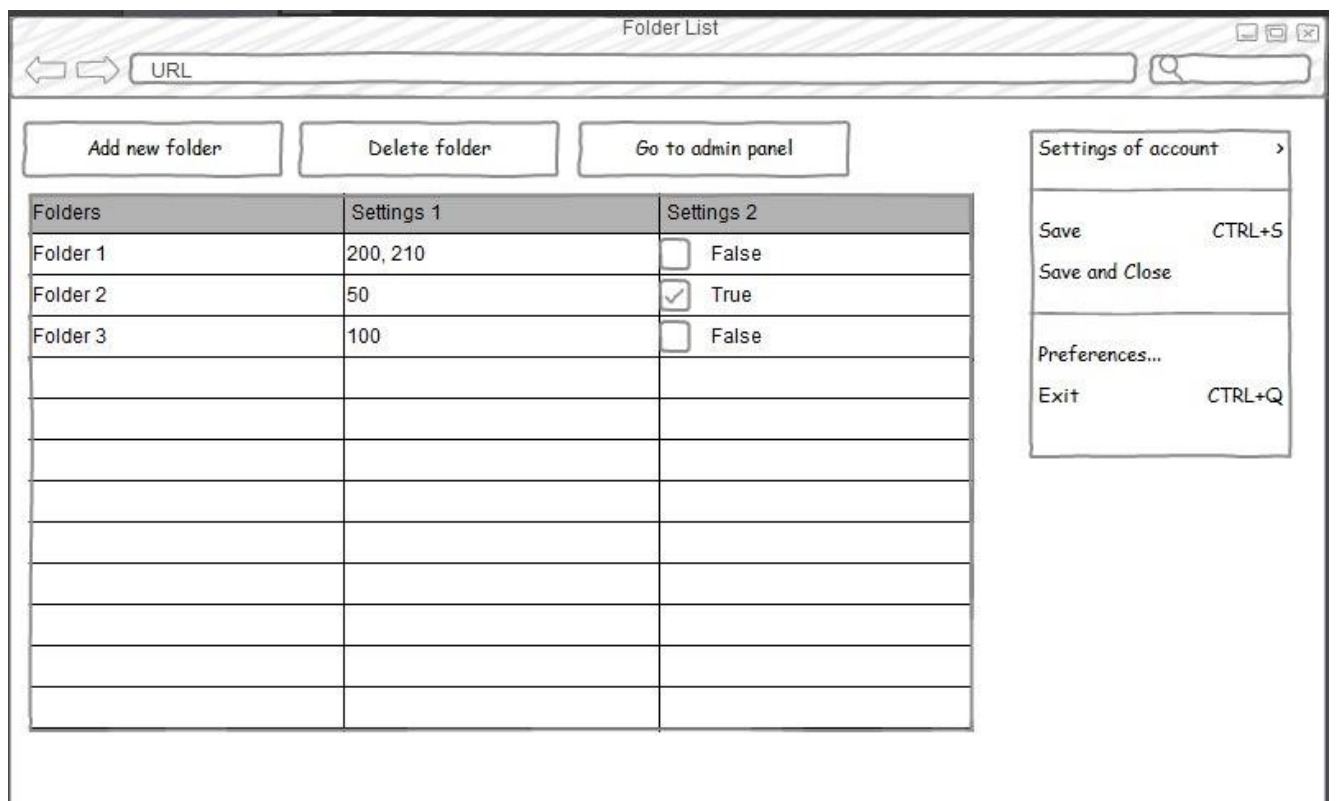 Folder List
URL
Add new folder Delete folder Go to admin panel
Folders Settings 1 Settings 2
Folder 1 200, 210 False
Folder 2 50 True
Folder 3 100 False
Settings of account >
Save CTRL+S
Save and Close
Preferences...
Exit CTRL+Q